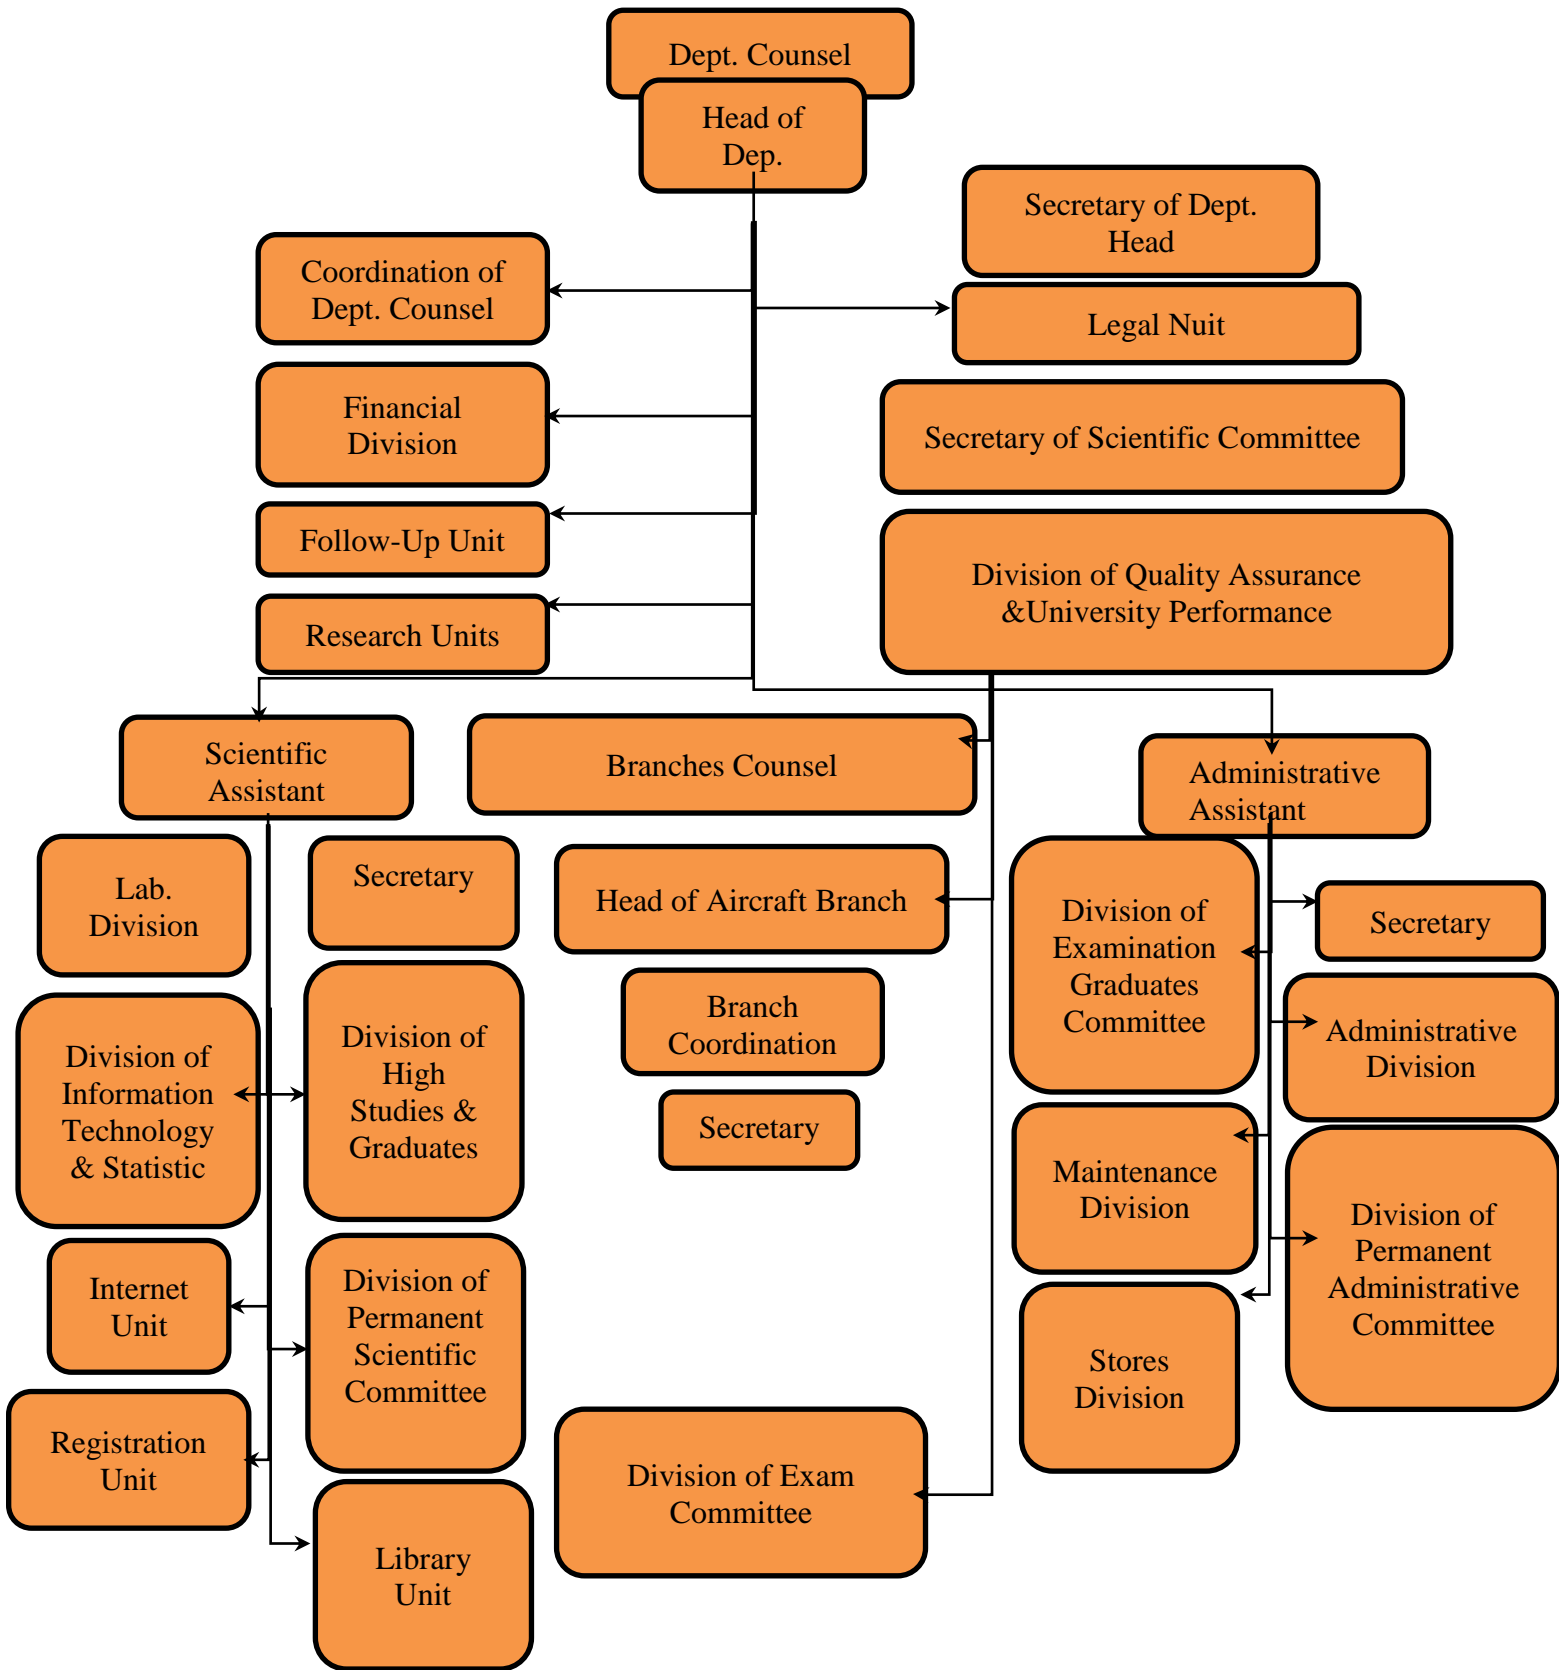 Dept. Counsel
Head of
Dep.
Secretary of Dept.
Head
Coordination of
Dept. Counsel
Legal Nuit
Financial
Division
Secretary of Scientific Committee
Follow-Up Unit
Division of Quality Assurance
&University Performance
Research Units
Scientific
Assistant
Branches Counsel
Administrative
Assistant
Lab.
Division
Secretary
Head of Aircraft Branch
Division of
Examination
Graduates
Committee
Secretary
Division of
Information
Technology
& Statistic
Division of
High
Studies &
Graduates
Branch
Coordination
Administrative
Division
Secretary
Maintenance
Division
Division of
Permanent
Administrative
Committee
Internet
Unit
Division of
Permanent
Scientific
Committee
Stores
Division
Registration
Unit
Division of Exam
Committee
Library
Unit